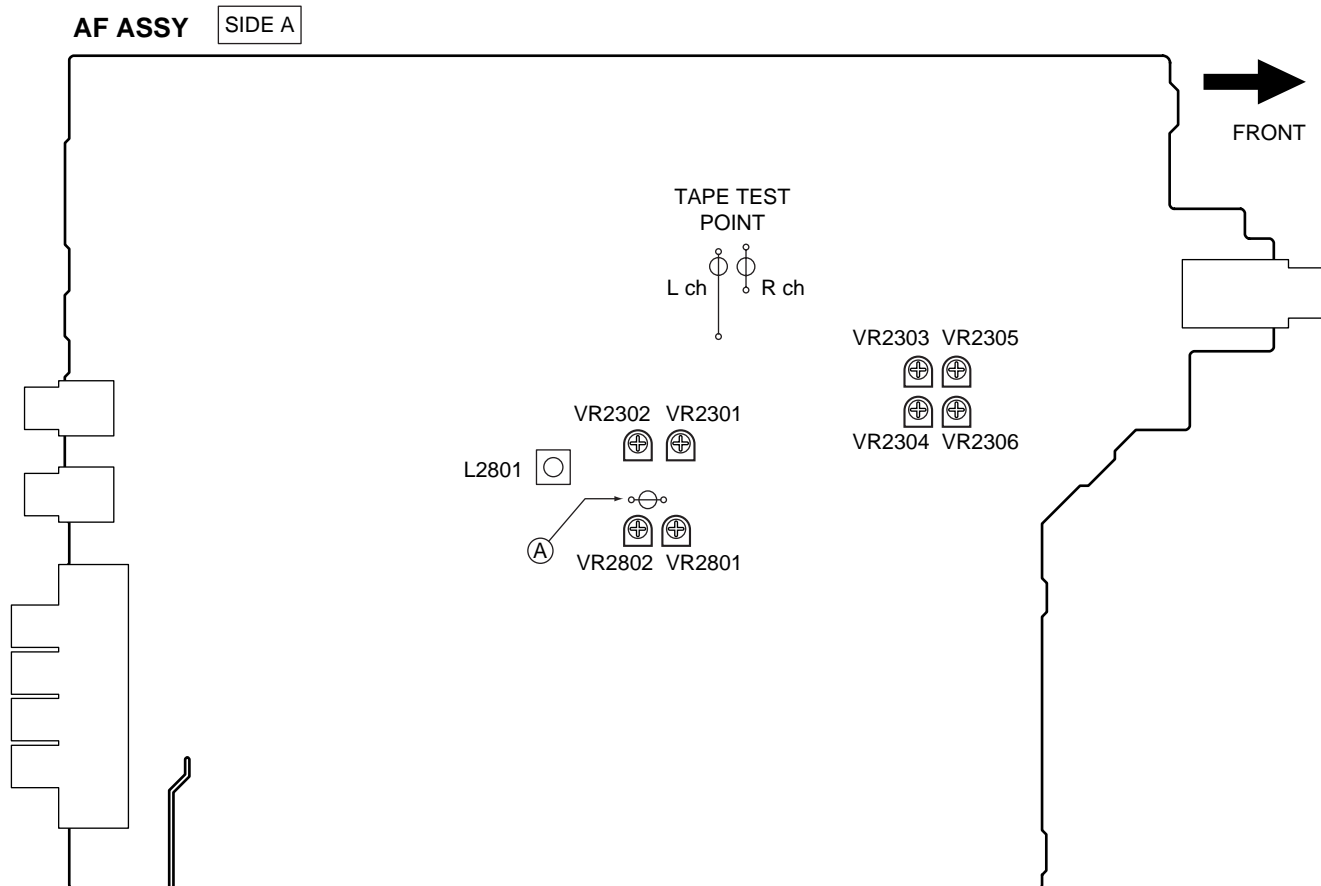 AF ASSY SIDE A
FRONT
TAPE TEST
POINT
L ch R ch
VR2303 VR2305
VR2304 VR2306
VR2302 VR2301
L2801
A
VR2802 VR2801